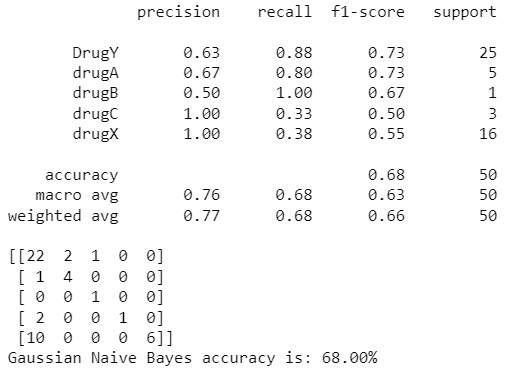 precision recall f1-score support
DrugY 0.63 0.88 0.73 25
drugA 0.67 0.80 0.73 5
drugB 0.50 1.00 0.67 1
drugC 1.00 0.33 0.50 3
drugX 1.00 0.38 0.55 16
accuracy 0.68 50
macro avg 0.76 0.68 0.63 50
weighted avg 0.77 0.68 0.66 50
[[22 2 1 0 0]
[ 1 4 0 0 0]
[ 0 0 1 0 0]
[ 2 0 0 1 0]
[10 0 0 0 6]]
Gaussian Naive Bayes accuracy is: 68.00%